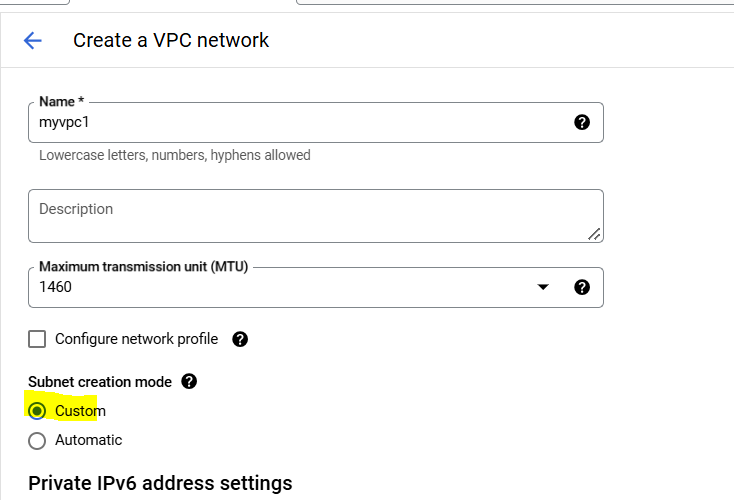 Create a VPC network
Name *
myvpc1
Lowercase letters, numbers, hyphens allowed
Description
Maximum transmission unit (MTU)
1460
Configure network profile
Subnet creation mode
Custom
Automatic
Private IPv6 address settings